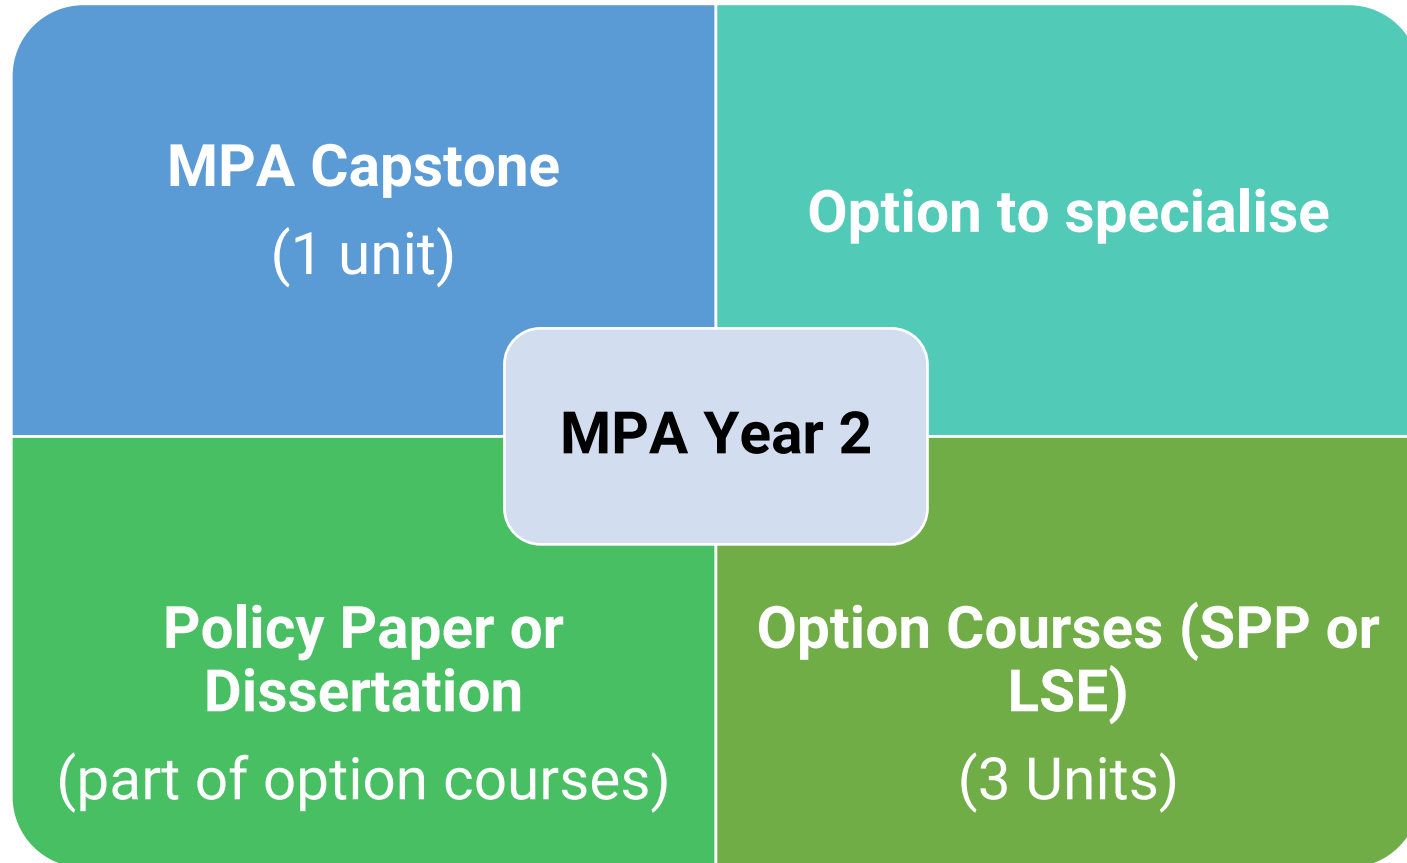 MPA Capstone
(1 unit)
Option to specialise
MPA Year 2
Policy Paper or
Dissertation
(part of option courses)
Option Courses (SPP or
LSE)
(3 Units)